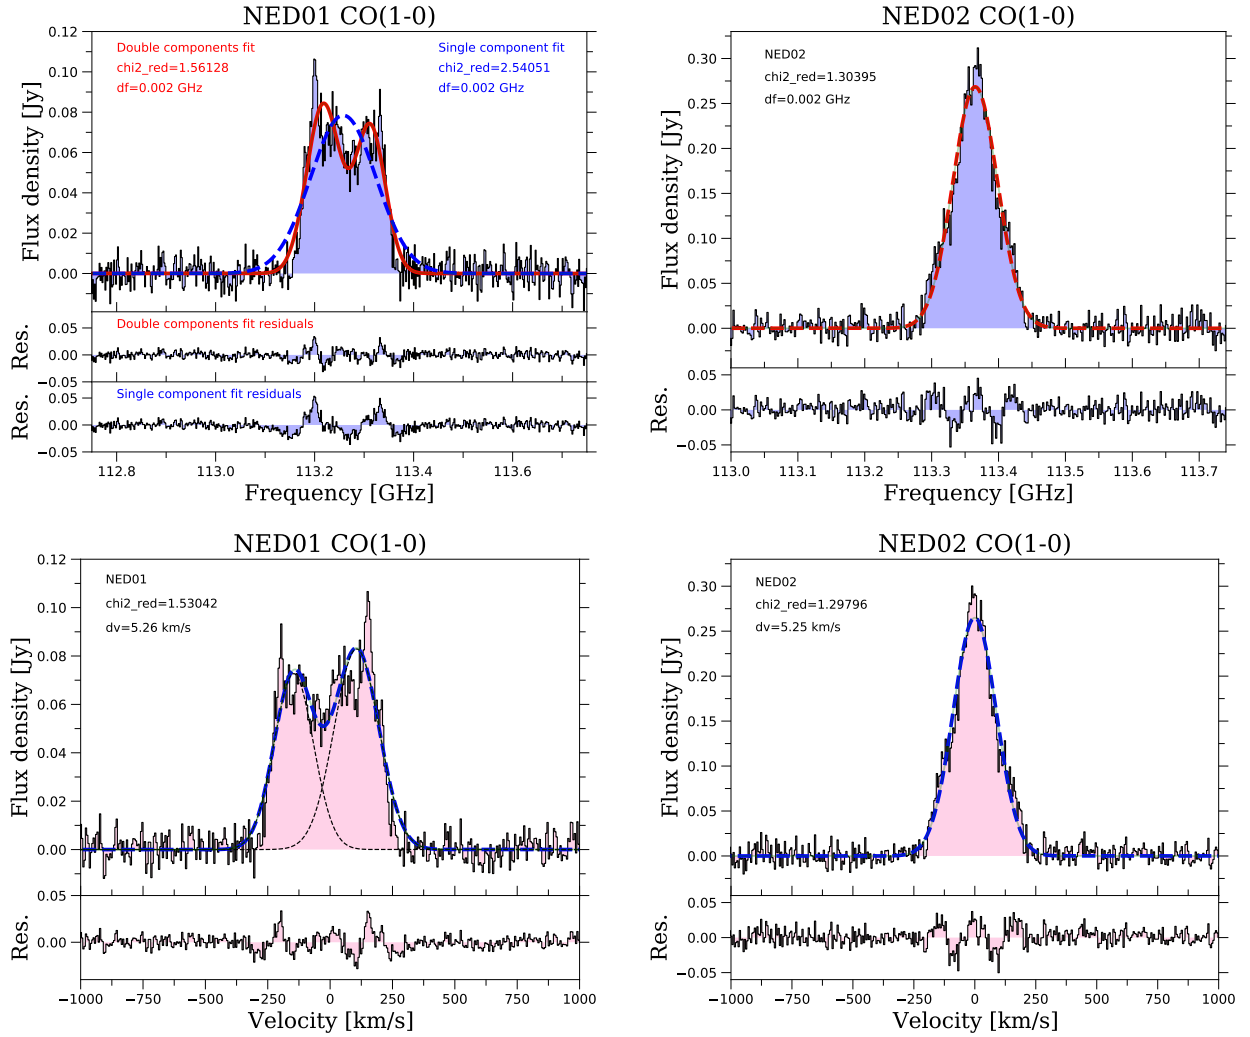 NED01 CO(1-0)
Double components fit
chi2_red=1.56128
df=0.002 GHz
Single component fit
chi2_red=2.54051
df=0.002 GHz
Flux density [Jy]
0.12
0.10
0.08
0.06
0.04
0.02
0.00
Double components fit residuals
Res.
0.05
0.00
−0.05
Single component fit residuals
Res.
0.05
0.00
−0.05
112.8 113.0 113.2 113.4 113.6
Frequency [GHz]
NED02 CO(1-0)
NED02
chi2_red=1.30395
df=0.002 GHz
Flux density [Jy]
0.30
0.25
0.20
0.15
0.10
0.05
0.00
Res.
0.05
0.00
−0.05
113.0 113.1 113.2 113.3 113.4 113.5 113.6 113.7
Frequency [GHz]
NED01 CO(1-0)
NED01
chi2_red=1.53042
dv=5.26 km/s
Flux density [Jy]
0.12
0.10
0.08
0.06
0.04
0.02
0.00
Res.
0.05
0.00
−1000 −750 −500 −250 0 250 500 750 1000
Velocity [km/s]
NED02 CO(1-0)
NED02
chi2_red=1.29796
dv=5.25 km/s
Flux density [Jy]
0.30
0.25
0.20
0.15
0.10
0.05
0.00
Res.
0.05
0.00
−0.05
−1000 −750 −500 −250 0 250 500 750 1000
Velocity [km/s]